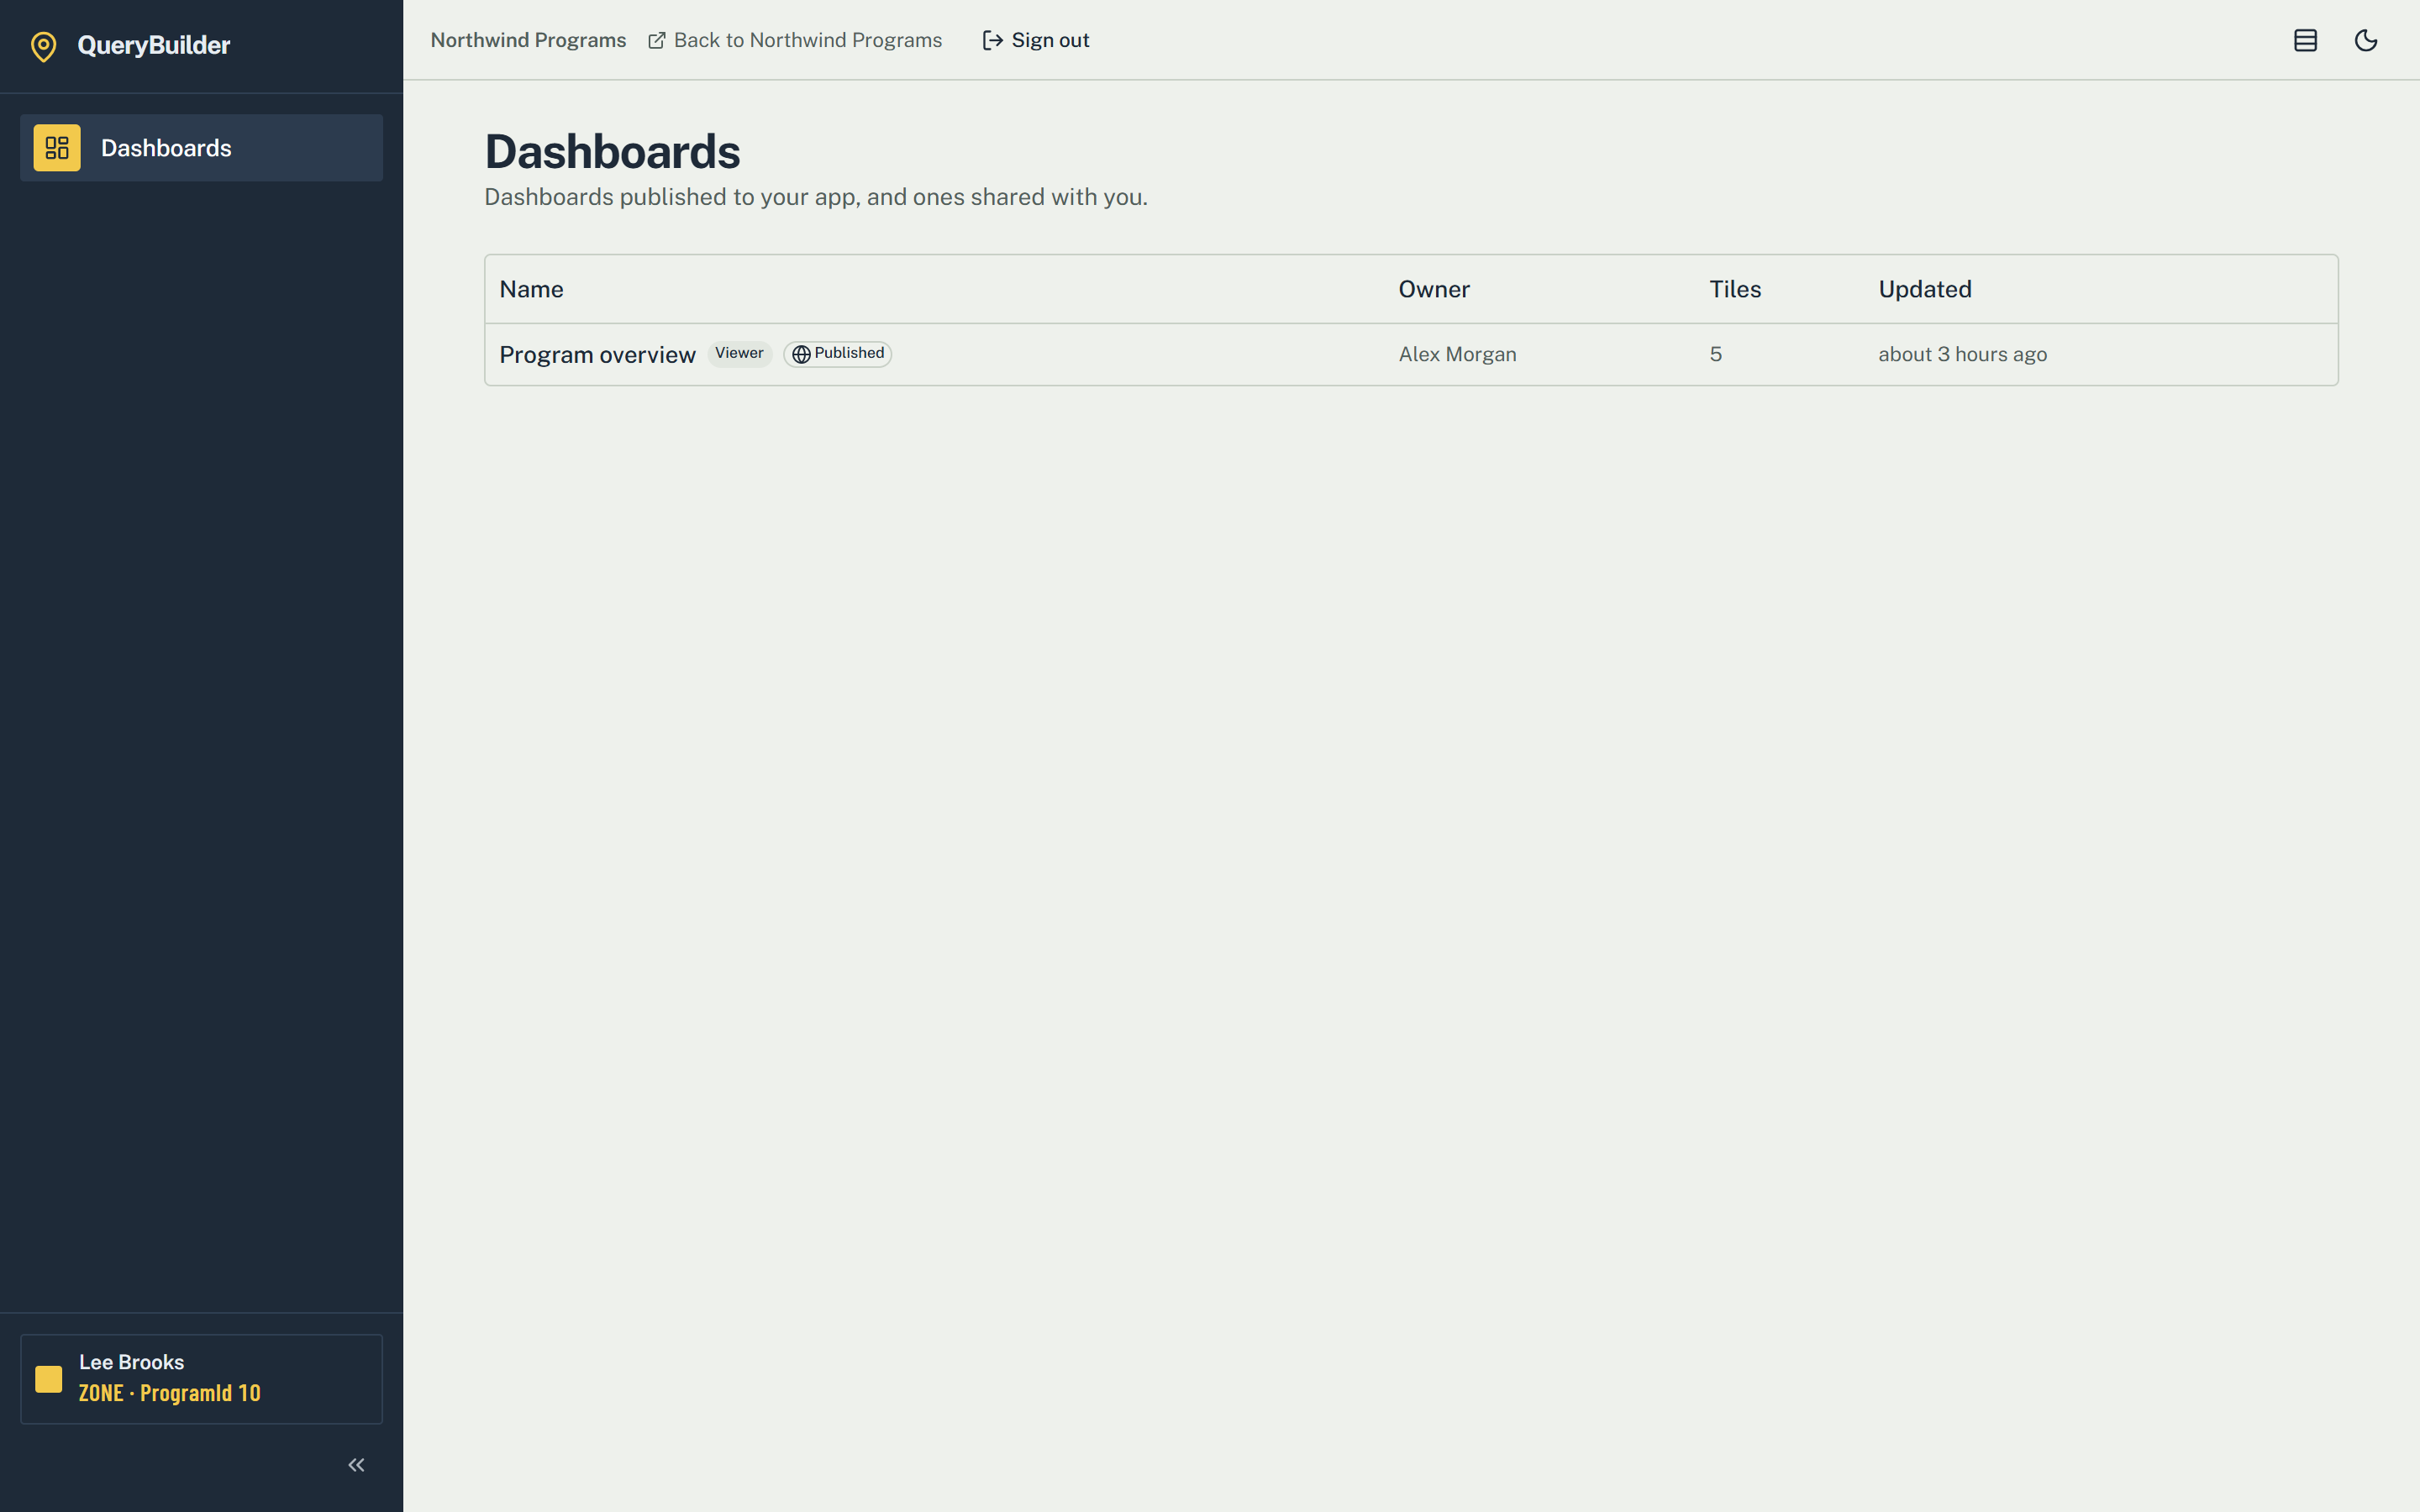 QueryBuilder
Dashboards
Lee Brooks
ZONE · ProgramId 10
Northwind Programs Back to Northwind Programs Sign out
Dashboards
Dashboards published to your app, and ones shared with you.
Name Owner Tiles Updated
Program overview Viewer Published Alex Morgan 5 about 3 hours ago